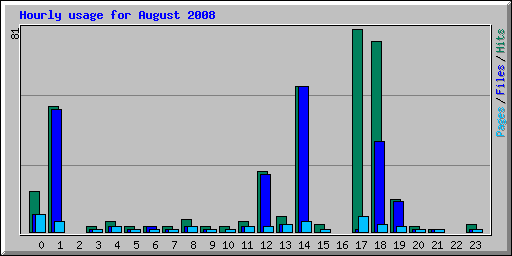 Hourly usage for August 2008
81
Pages / Files / Hits
0 1 2 3 4 5 6 7 8 9 10 11 12 13 14 15 16 17 18 19 20 21 22 23